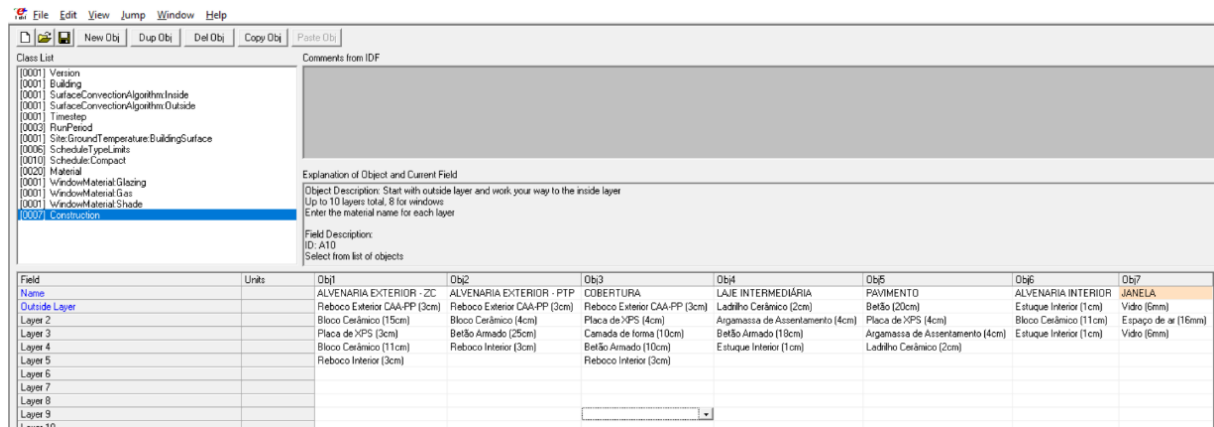 File Edit View Jump Window Help
New Obj Dup Obj Del Obj Copy Obj Paste Obj
Class List
[0001] Version
[0001] Building
[0001] SurfaceConvectionAlgorithm:Inside
[0001] SurfaceConvectionAlgorithm:Outside
[0001] Timestep
[0003] RunPeriod
[0001] Site:GroundTemperature:BuildingSurface
[0006] ScheduleTypeLimits
[0010] Schedule:Compact
[0020] Material
[0001] WindowMaterial:Glazing
[0001] WindowMaterial:Gas
[0001] WindowMaterial:Shade
[0007] Construction
Comments from IDF
Explanation of Object and Current Field
Object Description: Start with outside layer and work your way to the inside layer
Up to 10 layers total, 8 for windows
Enter the material name for each layer
Field Description:
ID: A10
Select from list of objects
Field Units Obj1 Obj2 Obj3 Obj4 Obj5 Obj6 Obj7
Name ALVENARIA EXTERIOR - ZC ALVENARIA EXTERIOR - PTP COBERTURA LAJE INTERMEDIÁRIA PAVIMENTO ALVENARIA INTERIOR JANELA
Outside Layer Reboco Exterior CAA-PP (3cm) Reboco Exterior CAA-PP (3cm) Reboco Exterior CAA-PP (3cm) Ladrilho Cerâmico (2cm) Betão (20cm) Estuque Interior (1cm) Vidro (6mm)
Layer 2 Bloco Cerâmico (15cm) Bloco Cerâmico (4cm) Placa de XPS (4cm) Argamassa de Assentamento (4cm) Placa de XPS (4cm) Bloco Cerâmico (11cm) Espaço de ar (16mm)
Layer 3 Placa de XPS (3cm) Betão Armado (25cm) Camada de forma (10cm) Betão Armado (18cm) Argamassa de Assentamento (4cm) Estuque Interior (1cm) Vidro (6mm)
Layer 4 Bloco Cerâmico (11cm) Reboco Interior (3cm) Betão Armado (10cm) Estuque Interior (1cm) Ladrilho Cerâmico (2cm)
Layer 5 Reboco Interior (3cm) Reboco Interior (3cm)
Layer 6
Layer 7
Layer 8
Layer 9
Layer 10